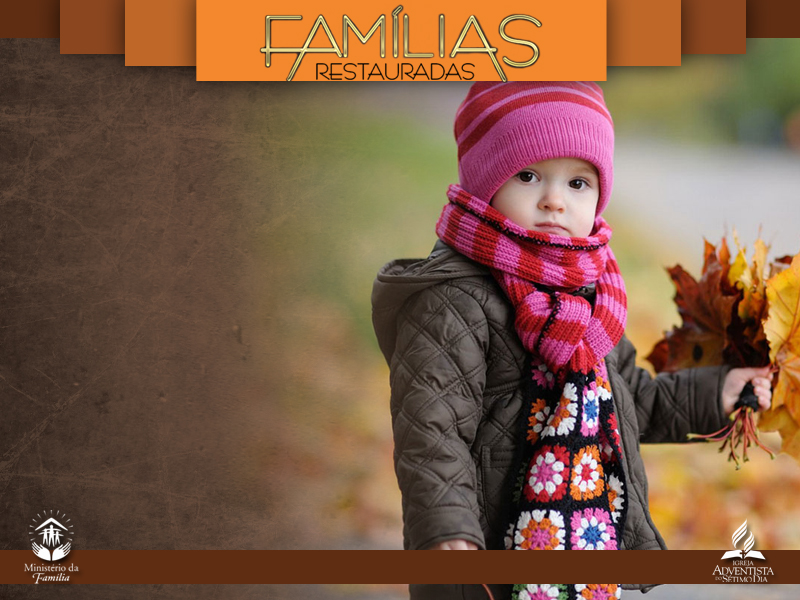 FAMÍLIAS
RESTAURADAS
Ministério da
Família
IGREJA
ADVENTISTA
DO SÉTIMO DIA